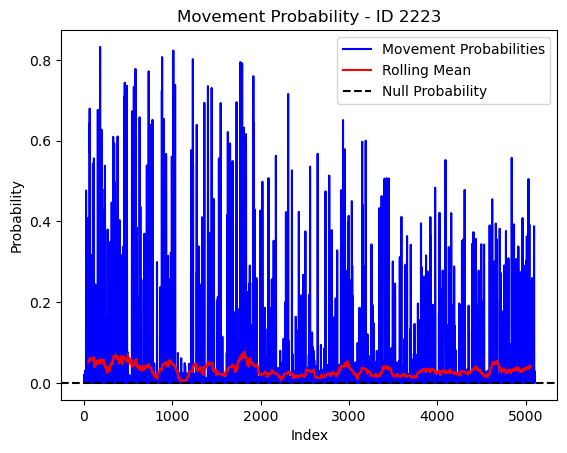 Movement Probability - ID 2223
Movement Probabilities
Rolling Mean
Null Probability
Probability
0.8
0.6
0.4
0.2
0.0
0
1000
2000
3000
4000
5000
Index